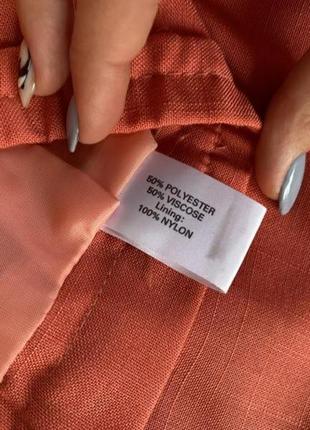 50% POLYESTER
50% VISCOSE
Lining:
100% NYLON